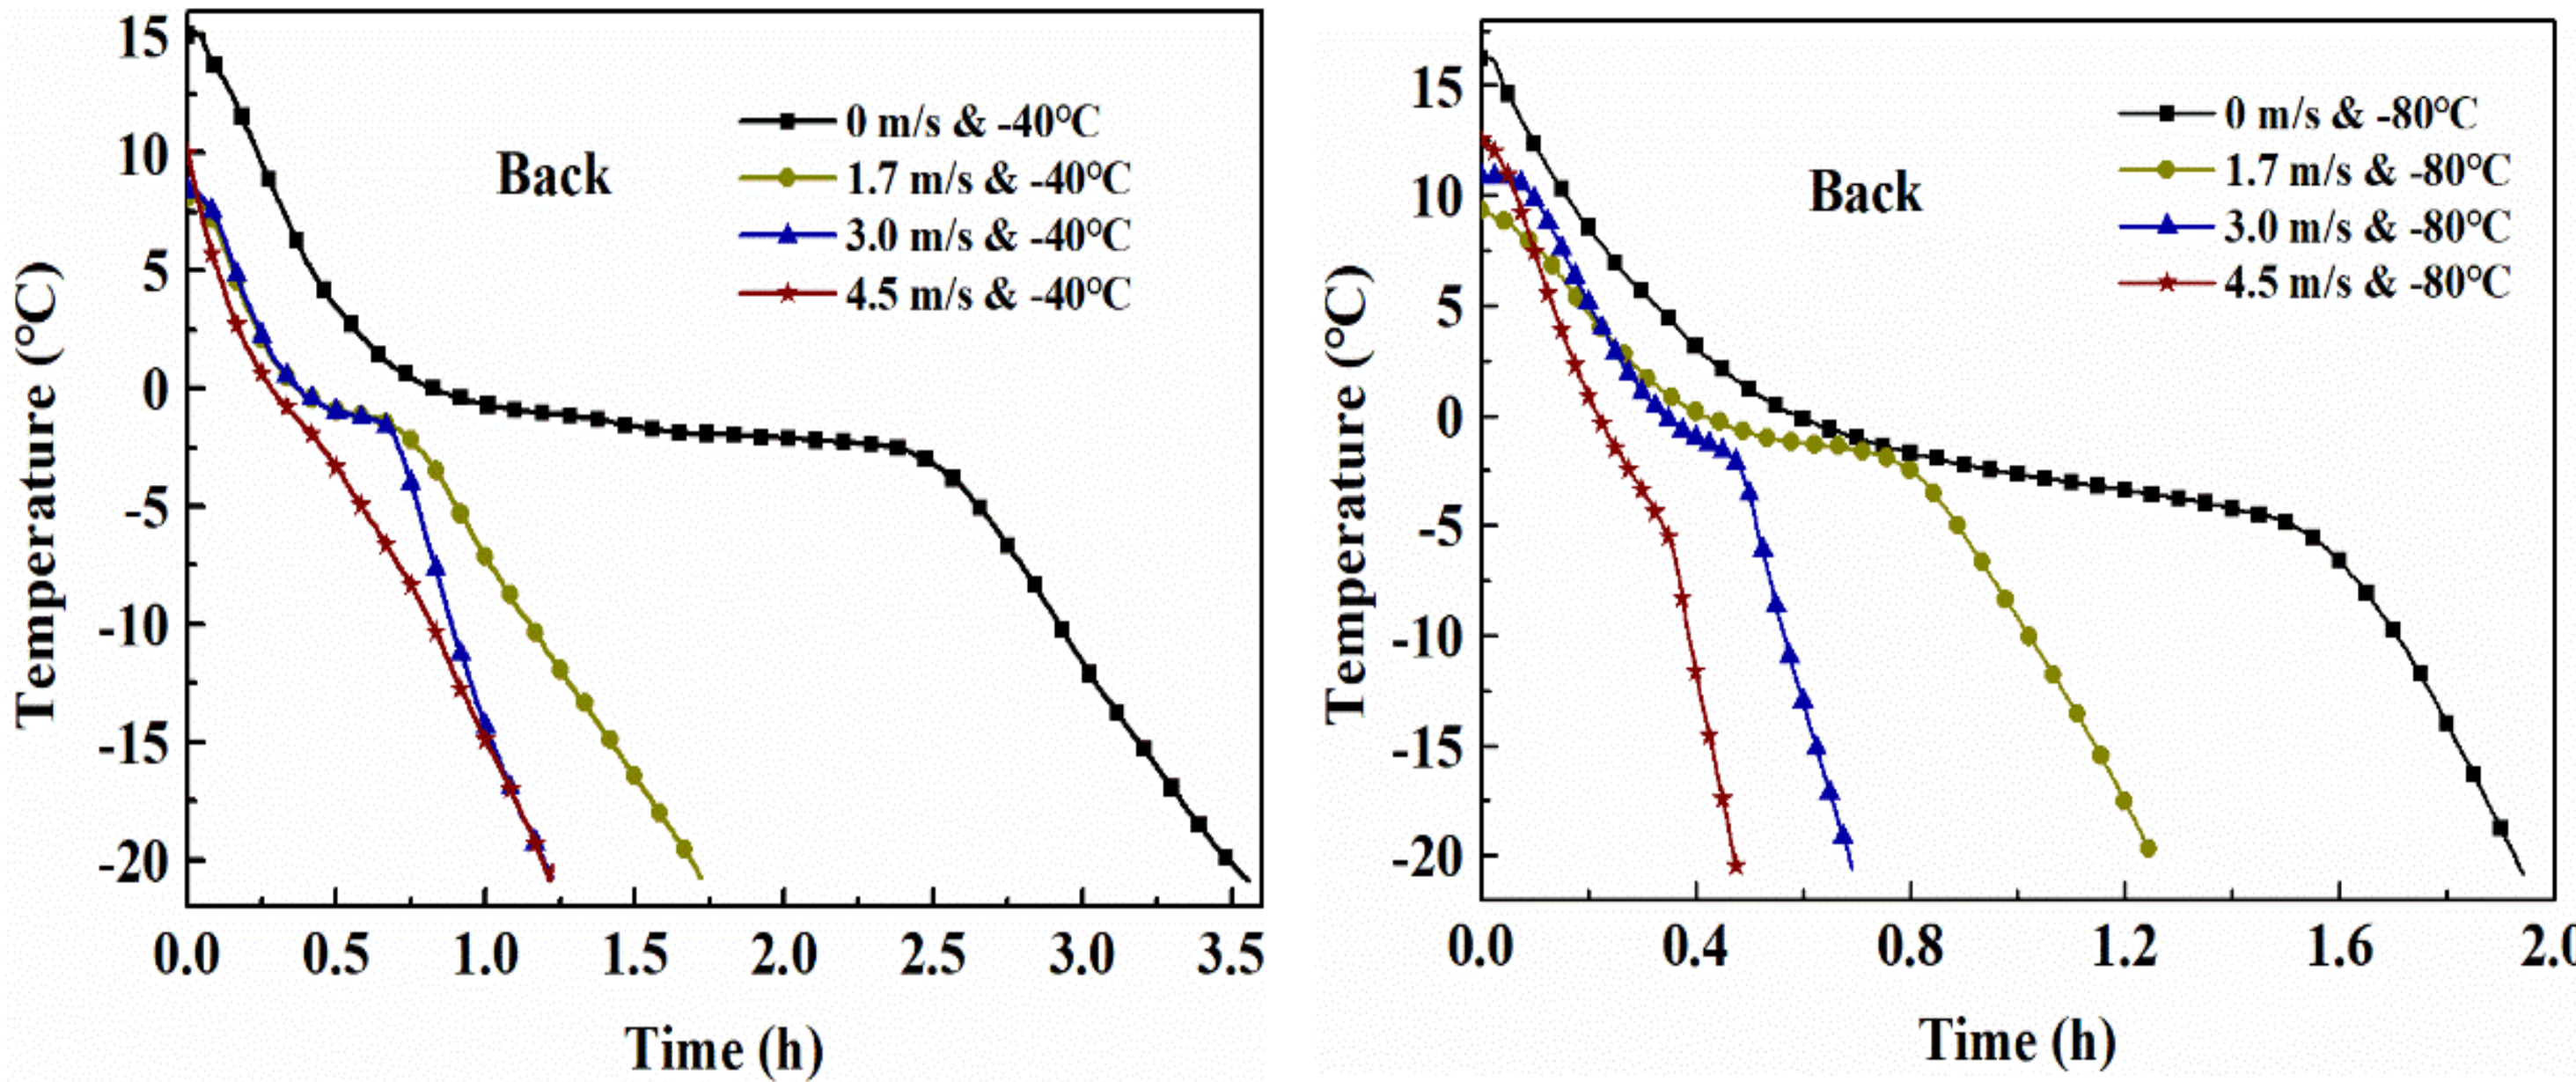 Temperature (°C)
15
10
5
0
-5
-10
-15
-20
Back
0 m/s & -40°C
1.7 m/s & -40°C
3.0 m/s & -40°C
4.5 m/s & -40°C
0.0 0.5 1.0 1.5 2.0 2.5 3.0 3.5
Time (h)
Temperature (°C)
15
10
5
0
-5
-10
-15
-20
Back
0 m/s & -80°C
1.7 m/s & -80°C
3.0 m/s & -80°C
4.5 m/s & -80°C
0.0 0.4 0.8 1.2 1.6 2.0
Time (h)